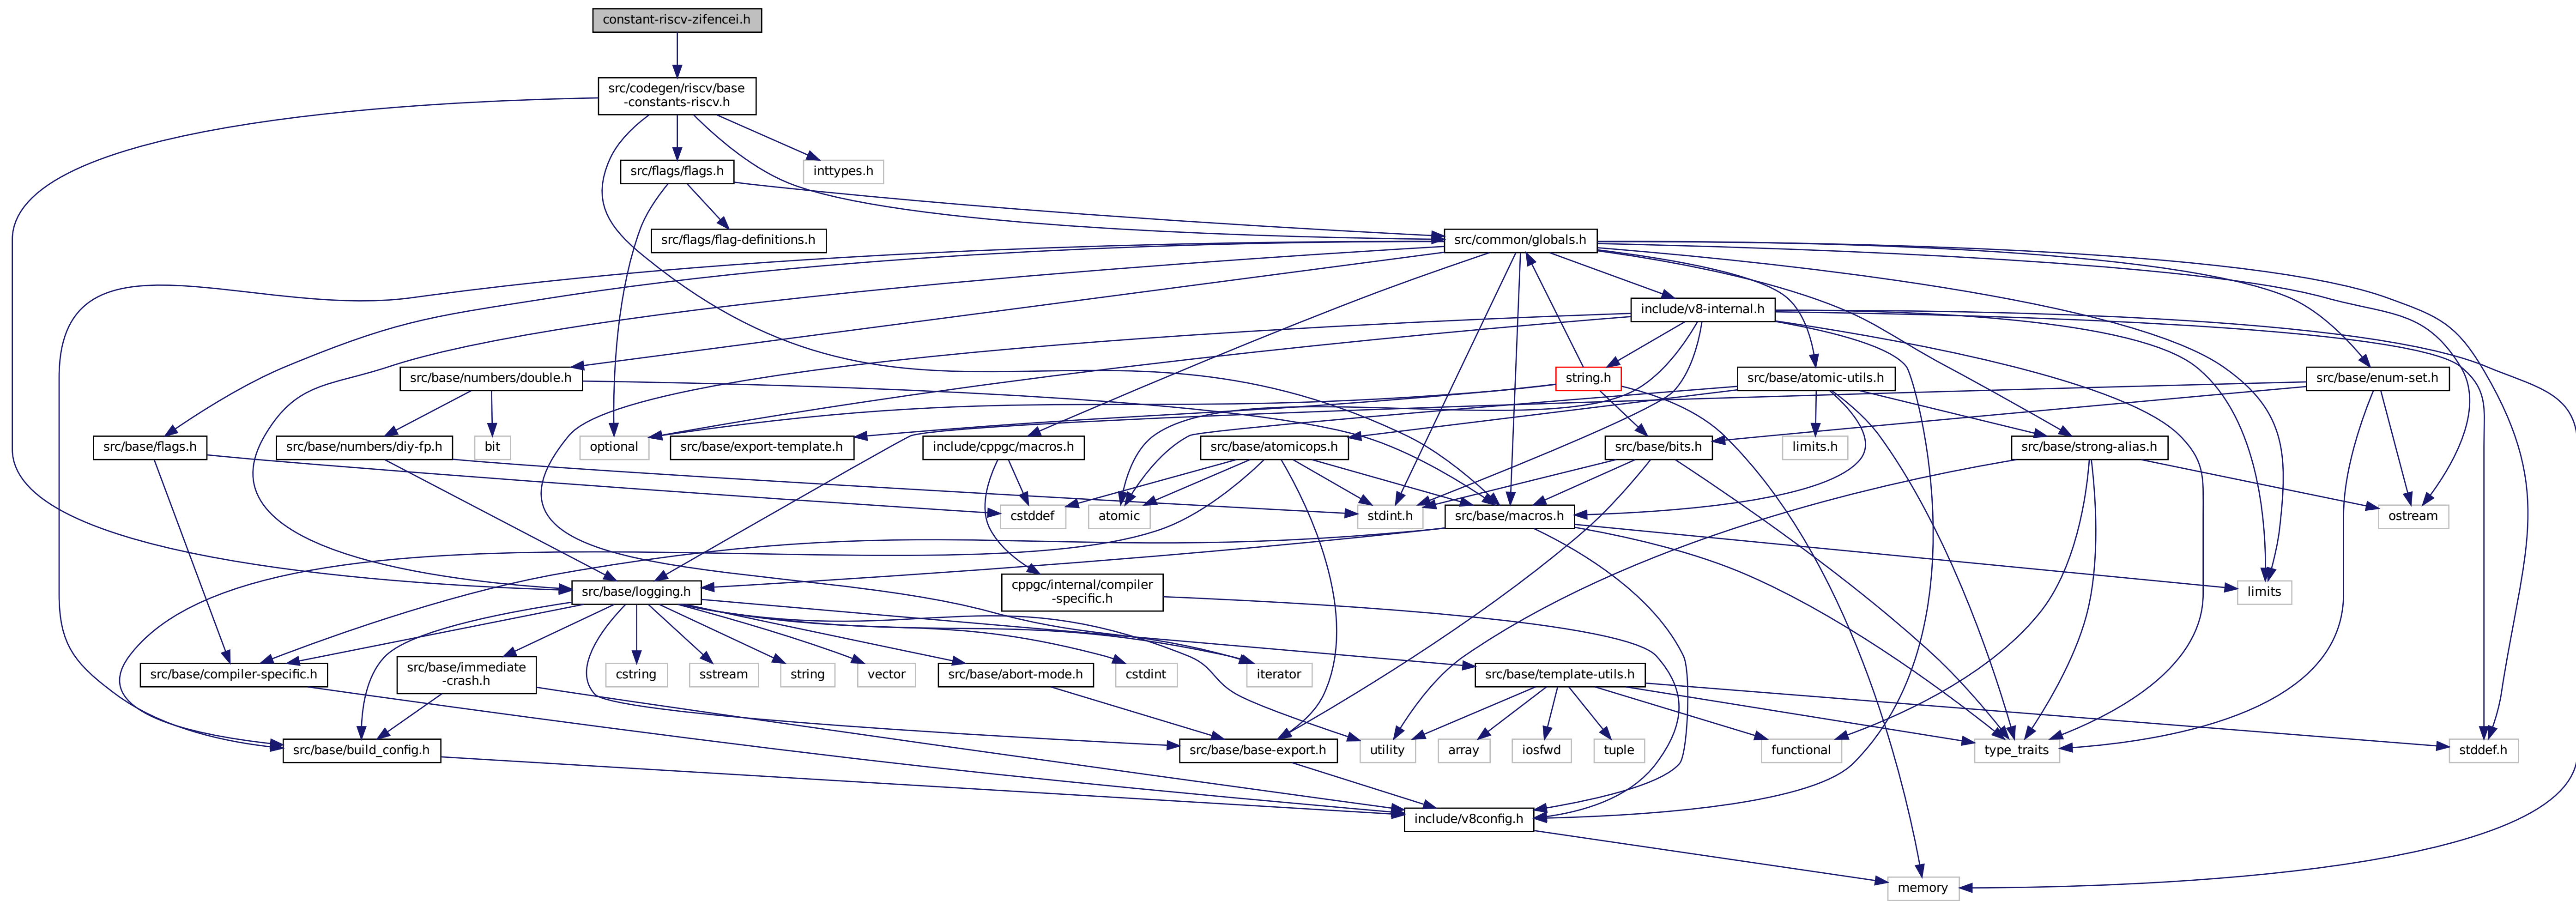 constant-riscv-zifencei.h
src/codegen/riscv/base
-constants-riscv.h
src/flags/flags.h
inttypes.h
src/flags/flag-definitions.h
src/common/globals.h
include/v8-internal.h
src/base/numbers/double.h
string.h
src/base/atomic-utils.h
src/base/enum-set.h
src/base/flags.h
src/base/numbers/diy-fp.h
bit
optional
src/base/export-template.h
include/cppgc/macros.h
src/base/atomicops.h
src/base/bits.h
limits.h
src/base/strong-alias.h
cstddef
atomic
stdint.h
src/base/macros.h
ostream
src/base/logging.h
cppgc/internal/compiler
-specific.h
limits
src/base/compiler-specific.h
src/base/immediate
-crash.h
cstring
sstream
string
vector
src/base/abort-mode.h
cstdint
iterator
src/base/template-utils.h
src/base/build_config.h
src/base/base-export.h
utility
array
iosfwd
tuple
functional
type_traits
stddef.h
include/v8config.h
memory